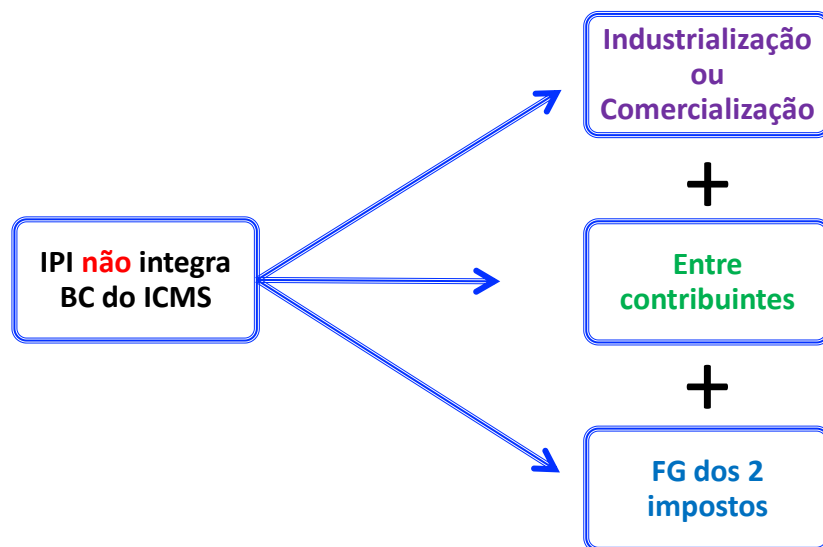 Industrialização
ou
Comercialização
+
IPI não integra
BC do ICMS
Entre
contribuintes
+
FG dos 2
impostos